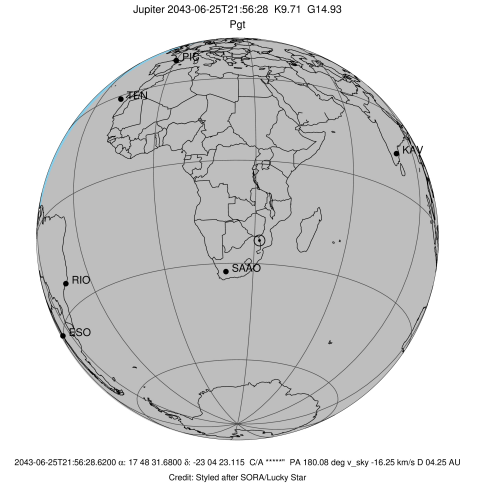 Jupiter 2043-06-25T21:56:28 K9.71 G14.93
Pgt
PIC
TEN
KAV
SAAO
RIO
ESO
2043-06-25T21:56:28.6200 α: 17 48 31.6800 δ: -23 04 23.115 C/A *****" PA 180.08 deg v_sky -16.25 km/s D 04.25 AU
Credit: Styled after SORA/Lucky Star